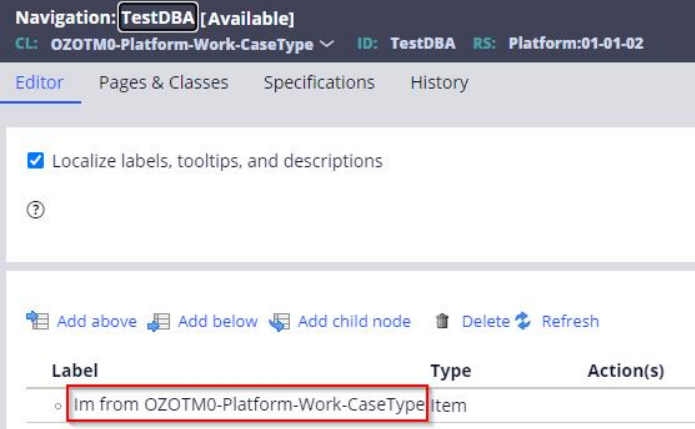 Navigation: TestDBA [Available]
CL: OZOTM0-Platform-Work-CaseType ID: TestDBA RS: Platform:01-01-02
Editor Pages & Classes Specifications History
Localize labels, tooltips, and descriptions
?
Add above Add below Add child node Delete Refresh
Label Type Action(s)
Im from OZOTM0-Platform-Work-CaseType Item